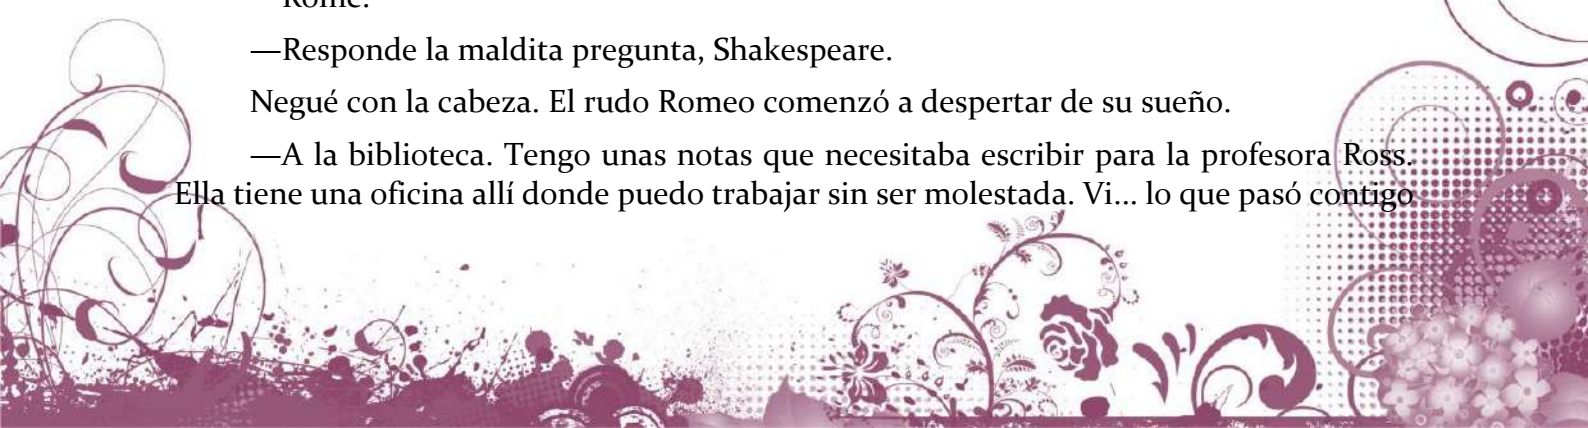 —Rome.
—Responde la maldita pregunta, Shakespeare.
Negué con la cabeza. El rudo Romeo comenzó a despertar de su sueño.
—A la biblioteca. Tengo unas notas que necesitaba escribir para la profesora Ross.
Ella tiene una oficina allí donde puedo trabajar sin ser molestada. Vi... lo que pasó contigo